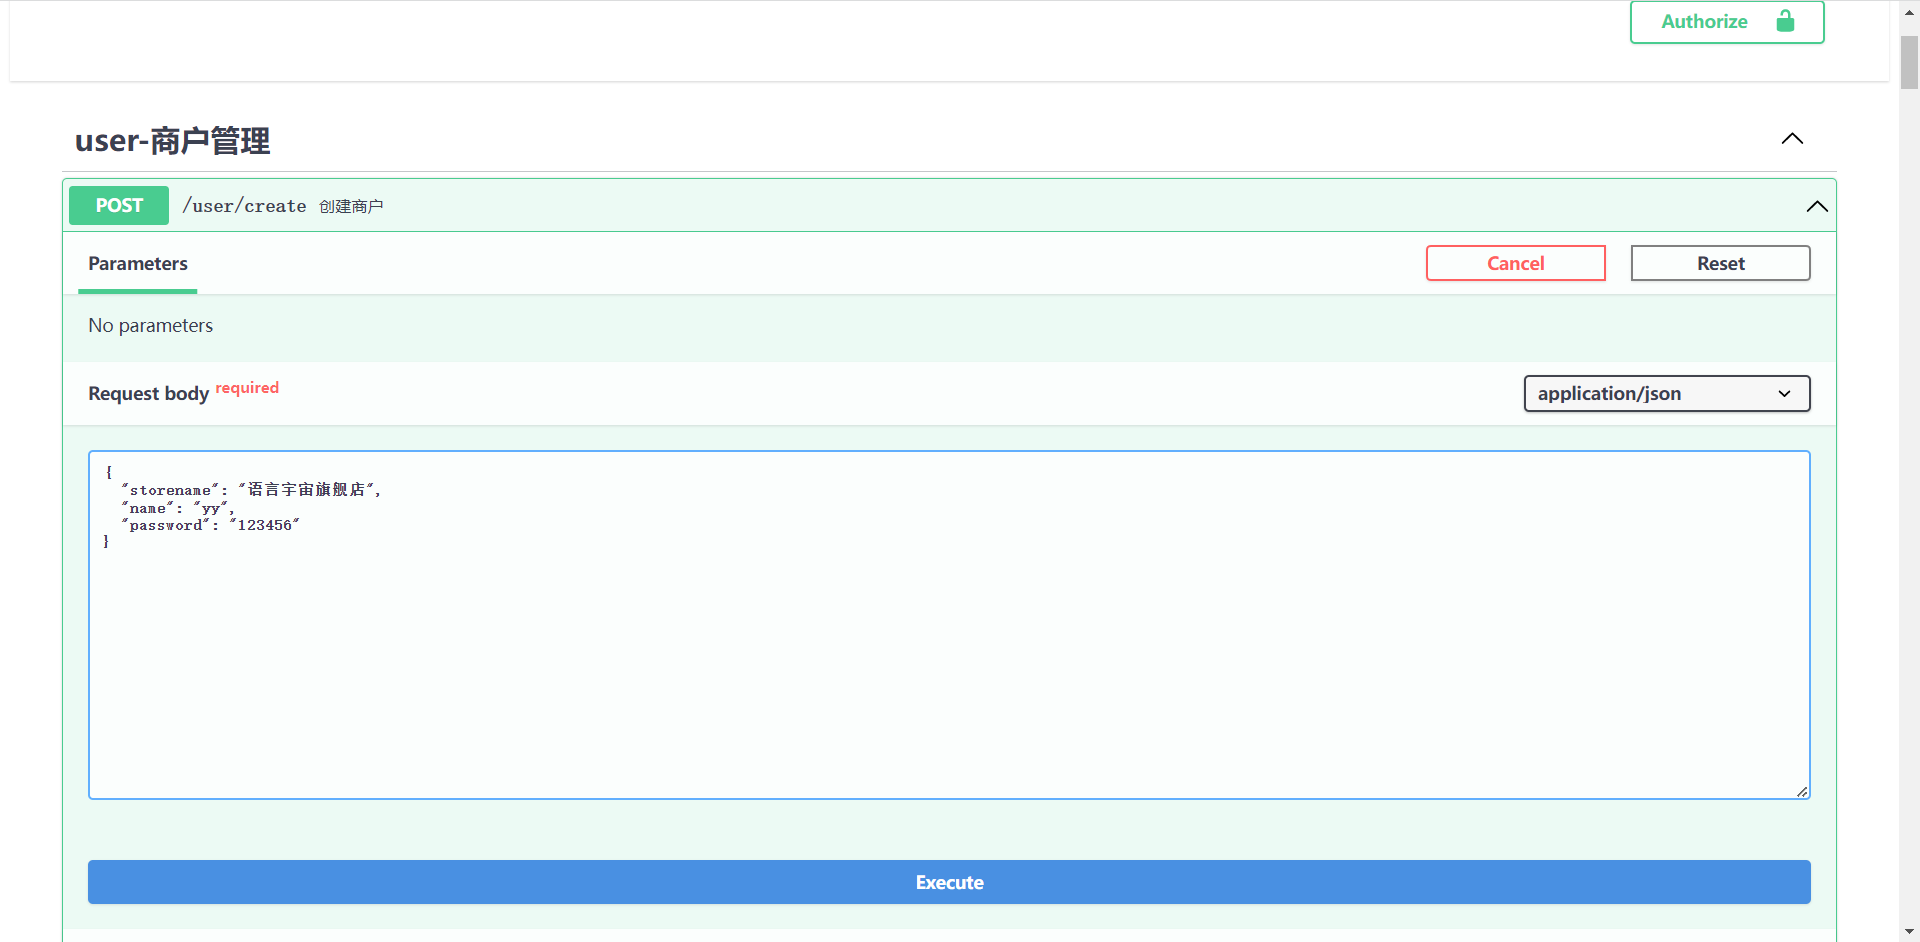 Authorize
user-商户管理
POST /user/create 创建商户
Parameters Cancel Reset
No parameters
Request body required application/json
{
"storename": "语言宇宙旗舰店",
"name": "yy",
"password": "123456"
}
Execute